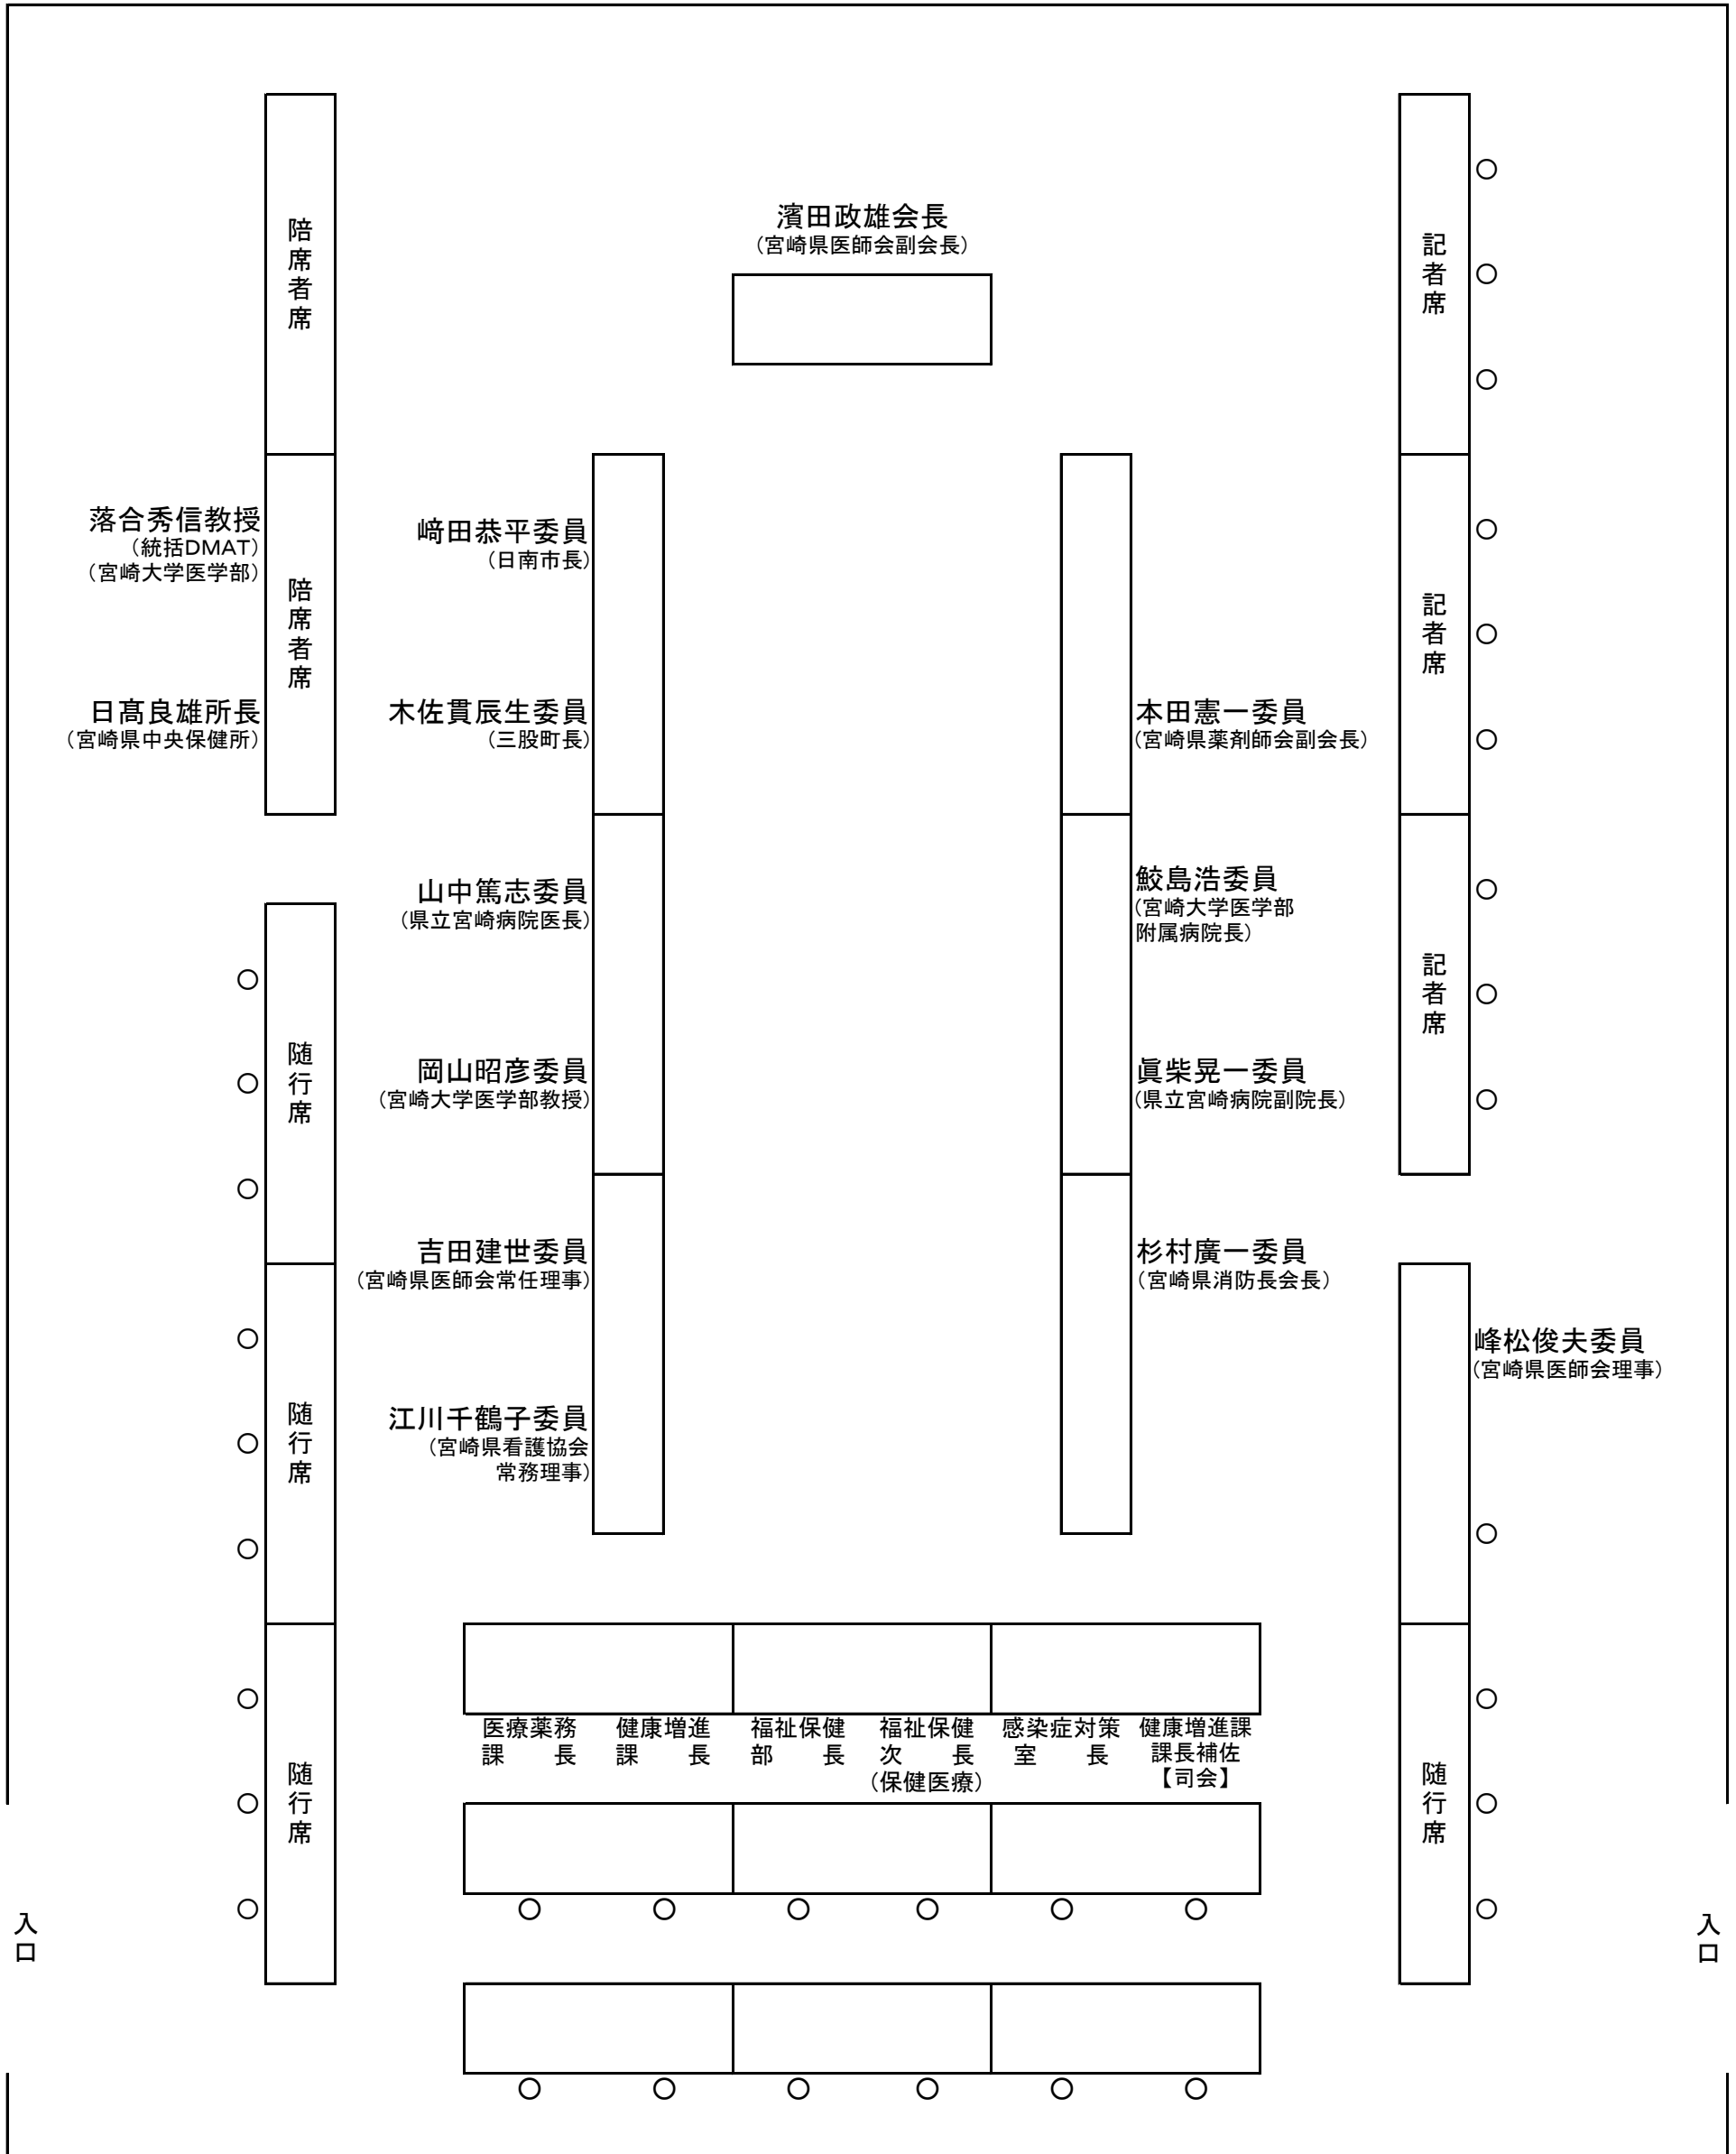 濱田政雄会長
（宮崎県医師会副会長）
陪席者席
記者席
落合秀信教授
（統括DMAT）
（宮崎大学医学部）
陪席者席
日髙良雄所長
（宮崎県中央保健所）
﨑田恭平委員
（日南市長）
木佐貫辰生委員
（三股町長）
山中篤志委員
（県立宮崎病院医長）
岡山昭彦委員
（宮崎大学医学部教授）
吉田建世委員
（宮崎県医師会常任理事）
江川千鶴子委員
（宮崎県看護協会
常務理事）
本田憲一委員
（宮崎県薬剤師会副会長）
鮫島浩委員
（宮崎大学医学部
附属病院長）
眞柴晃一委員
（県立宮崎病院副院長）
杉村廣一委員
（宮崎県消防長会長）
記者席
記者席
峰松俊夫委員
（宮崎県医師会理事）
随行席
随行席
随行席
随行席
医療薬務
課　　長
健康増進
課　　長
福祉保健
部　　長
福祉保健
次　　長
（保健医療）
感染症対策
室　　長
健康増進課
課長補佐
【司会】
入口
入口